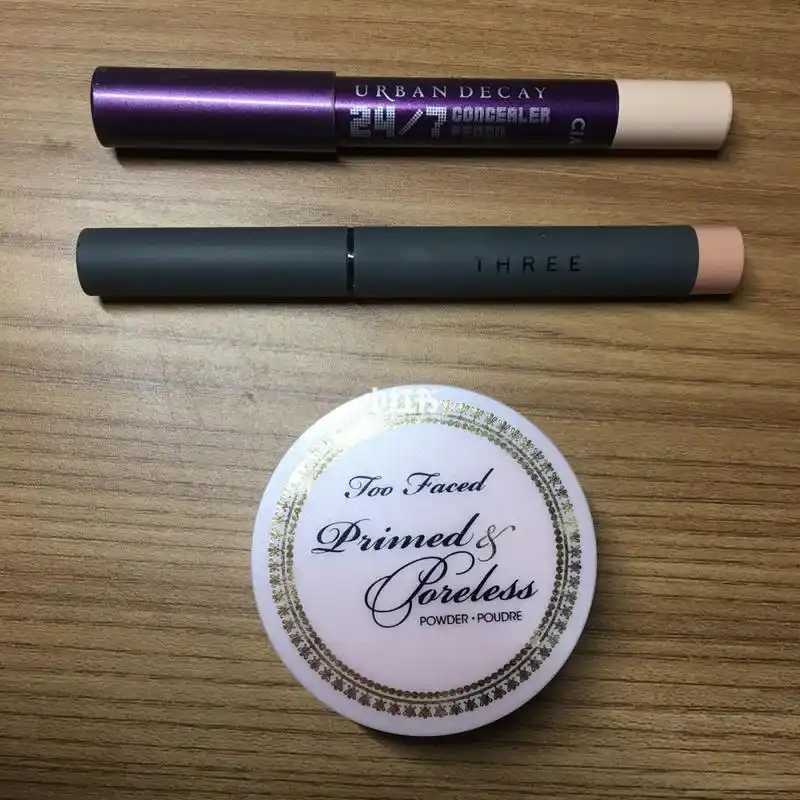 URBAN DECAY
24/7 CONCEALER
THREE
Too Faced
Primed &
Poreless
POWDER • POUDRE